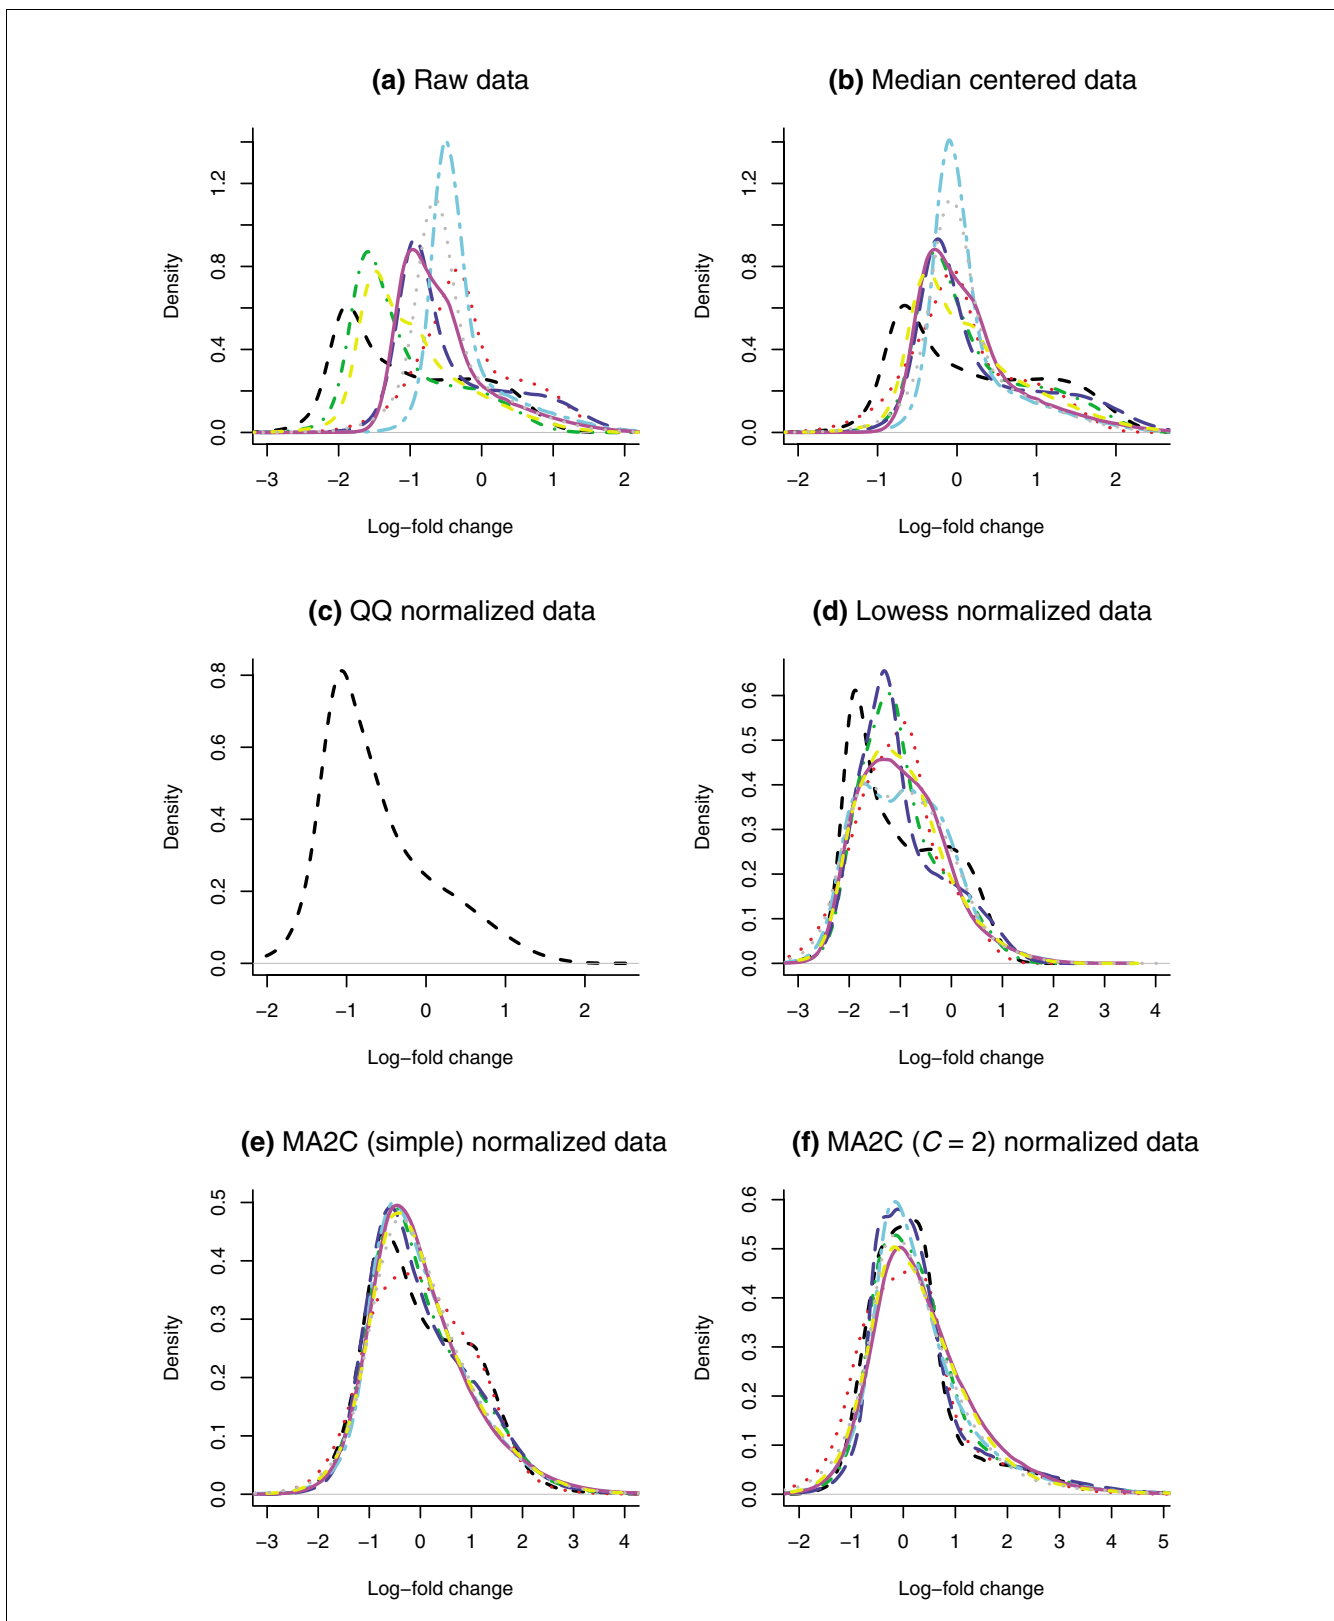 (a) Raw data
(b) Median centered data
Density
0.0 0.4 0.8 1.2
−3 −2 −1 0 1 2
Log−fold change
Density
0.0 0.4 0.8 1.2
−2 −1 0 1 2
Log−fold change
(c) QQ normalized data
(d) Lowess normalized data
Density
0.0 0.2 0.4 0.6 0.8
−2 −1 0 1 2
Log−fold change
Density
0.0 0.1 0.2 0.3 0.4 0.5 0.6
−3 −2 −1 0 1 2 3 4
Log−fold change
(e) MA2C (simple) normalized data
(f) MA2C (C = 2) normalized data
Density
0.0 0.1 0.2 0.3 0.4 0.5
−3 −2 −1 0 1 2 3 4
Log−fold change
Density
0.0 0.1 0.2 0.3 0.4 0.5 0.6
−2 −1 0 1 2 3 4 5
Log−fold change